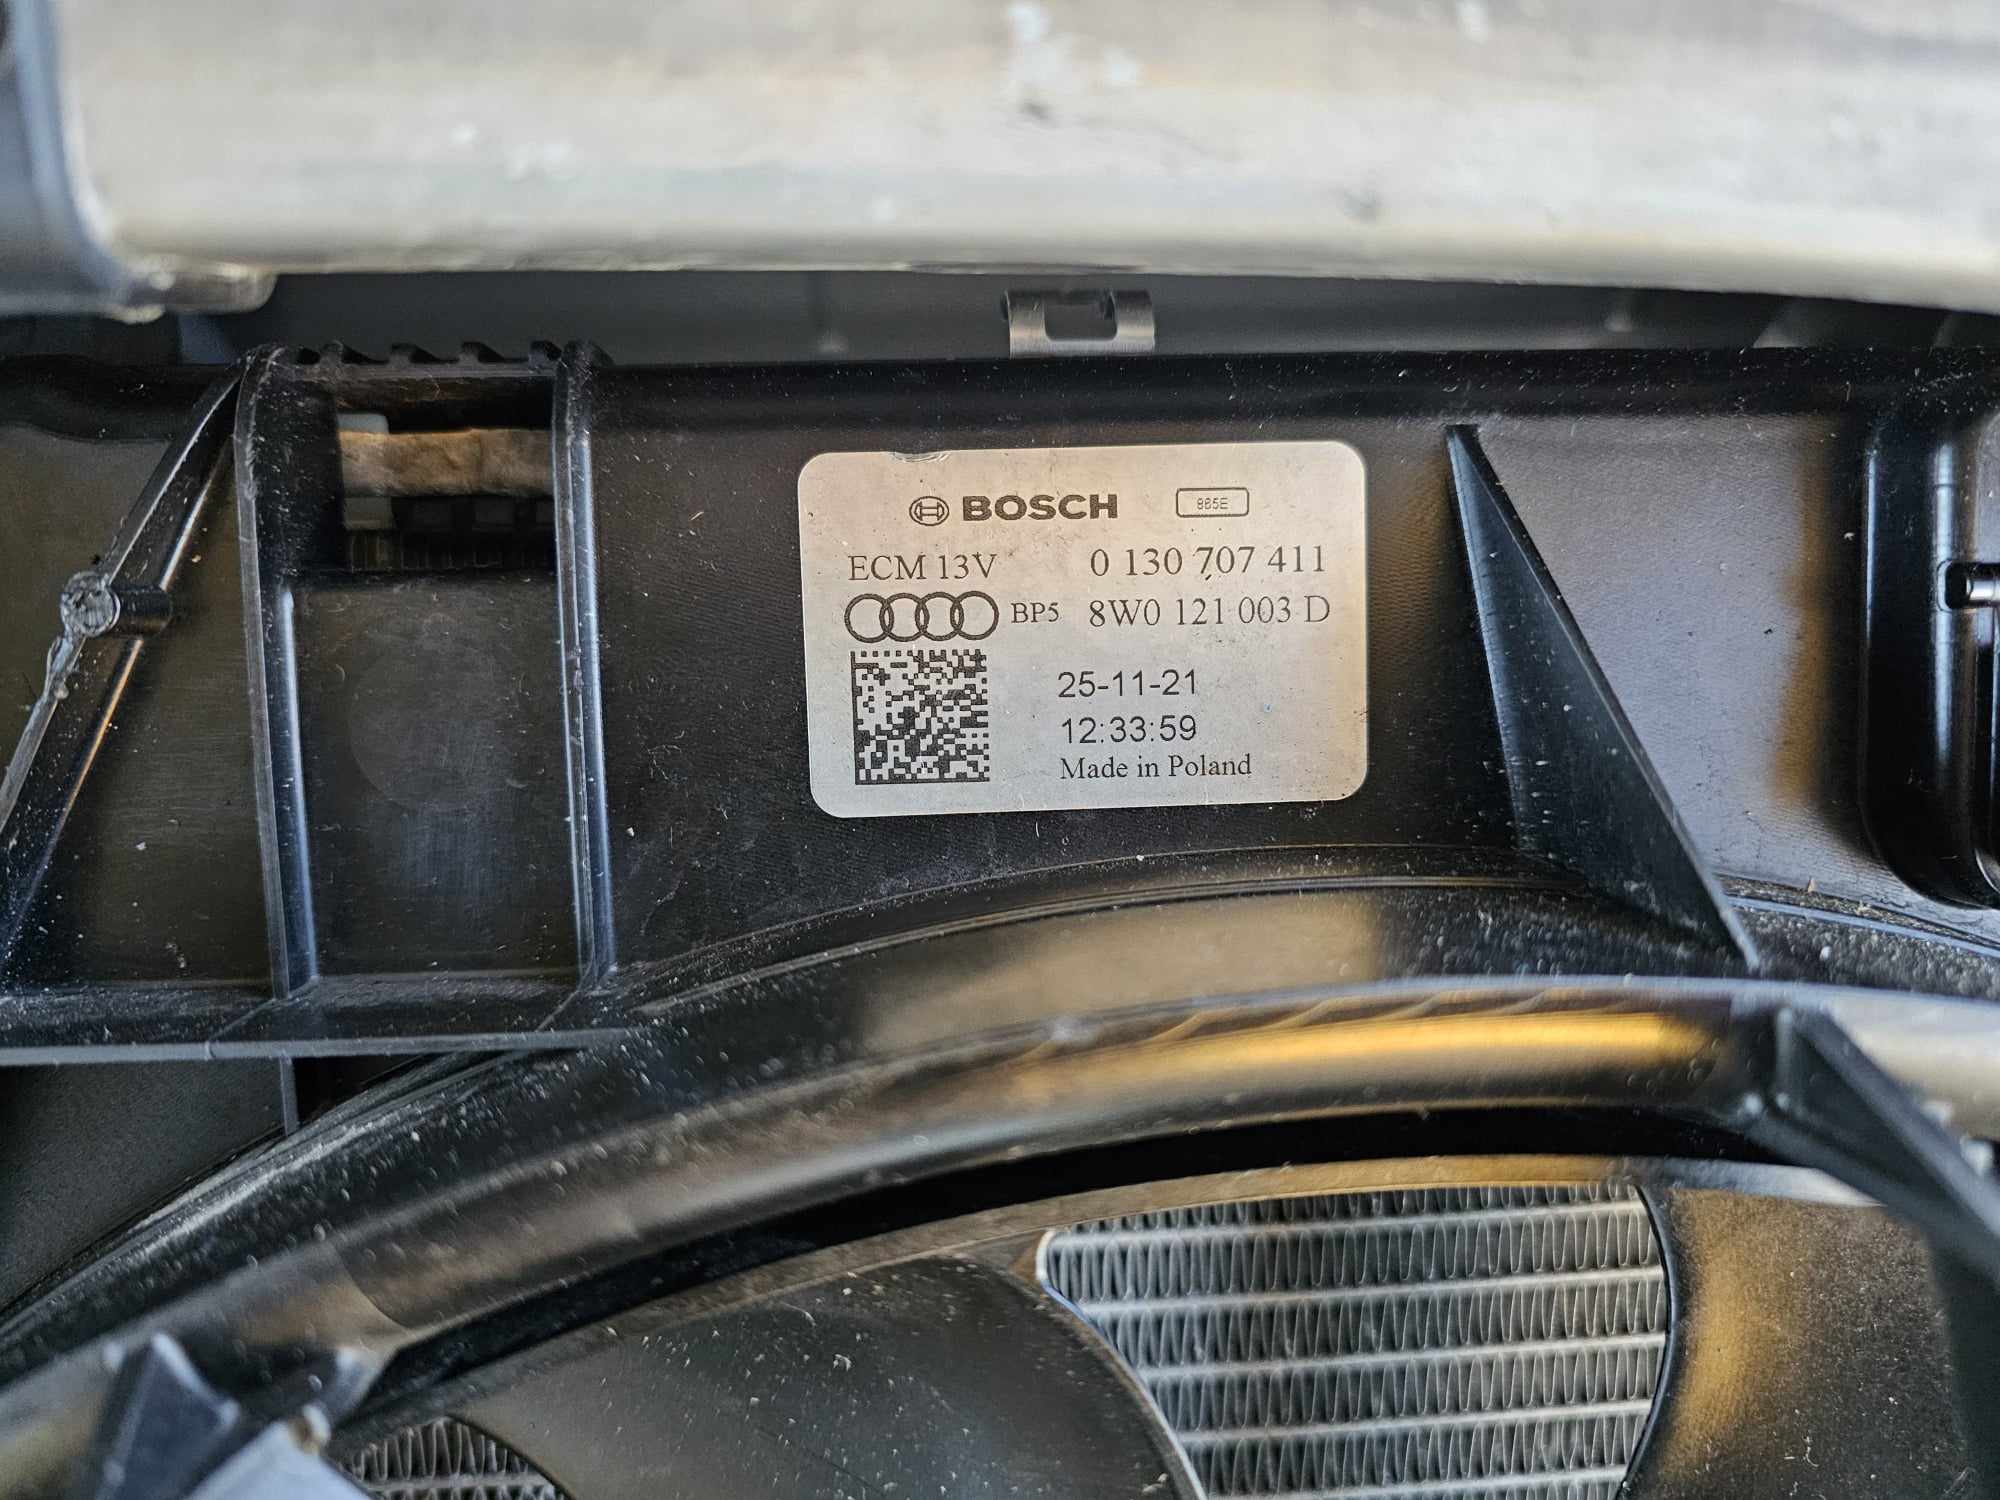 BOSCH 865E
ECM 13V 0 130 707 411
BP5 8W0 121 003 D
25-11-21
12:33:59
Made in Poland